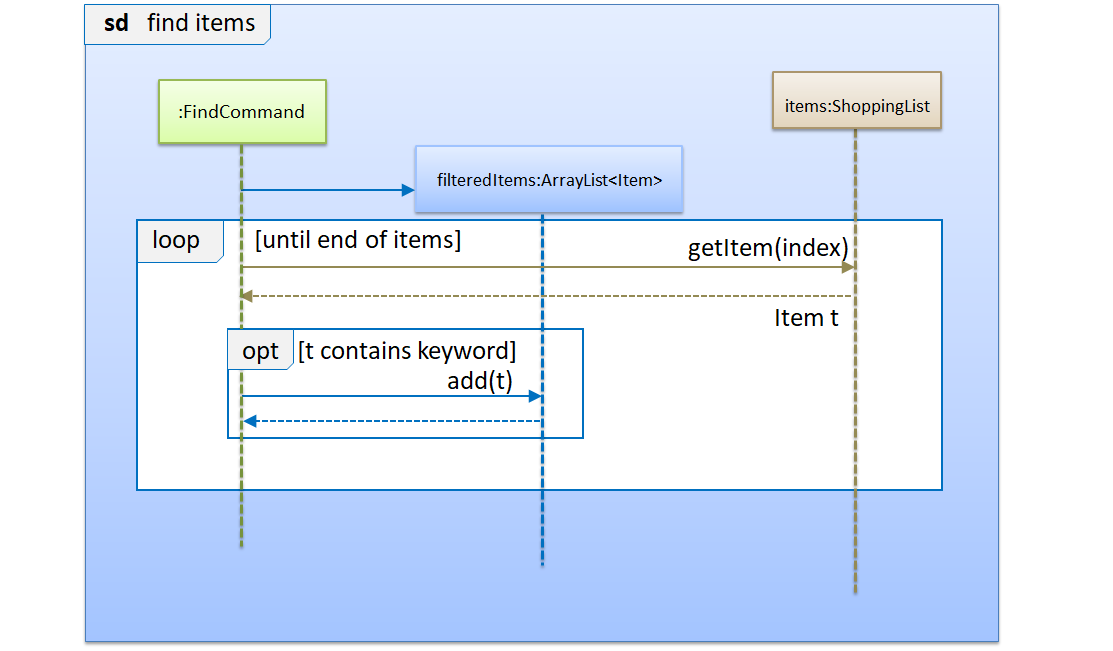 sd find items
:FindCommand
items:ShoppingList
filteredItems:ArrayList<Item>
loop
[until end of items]
getItem(index)
Item t
opt
[t contains keyword]
add(t)